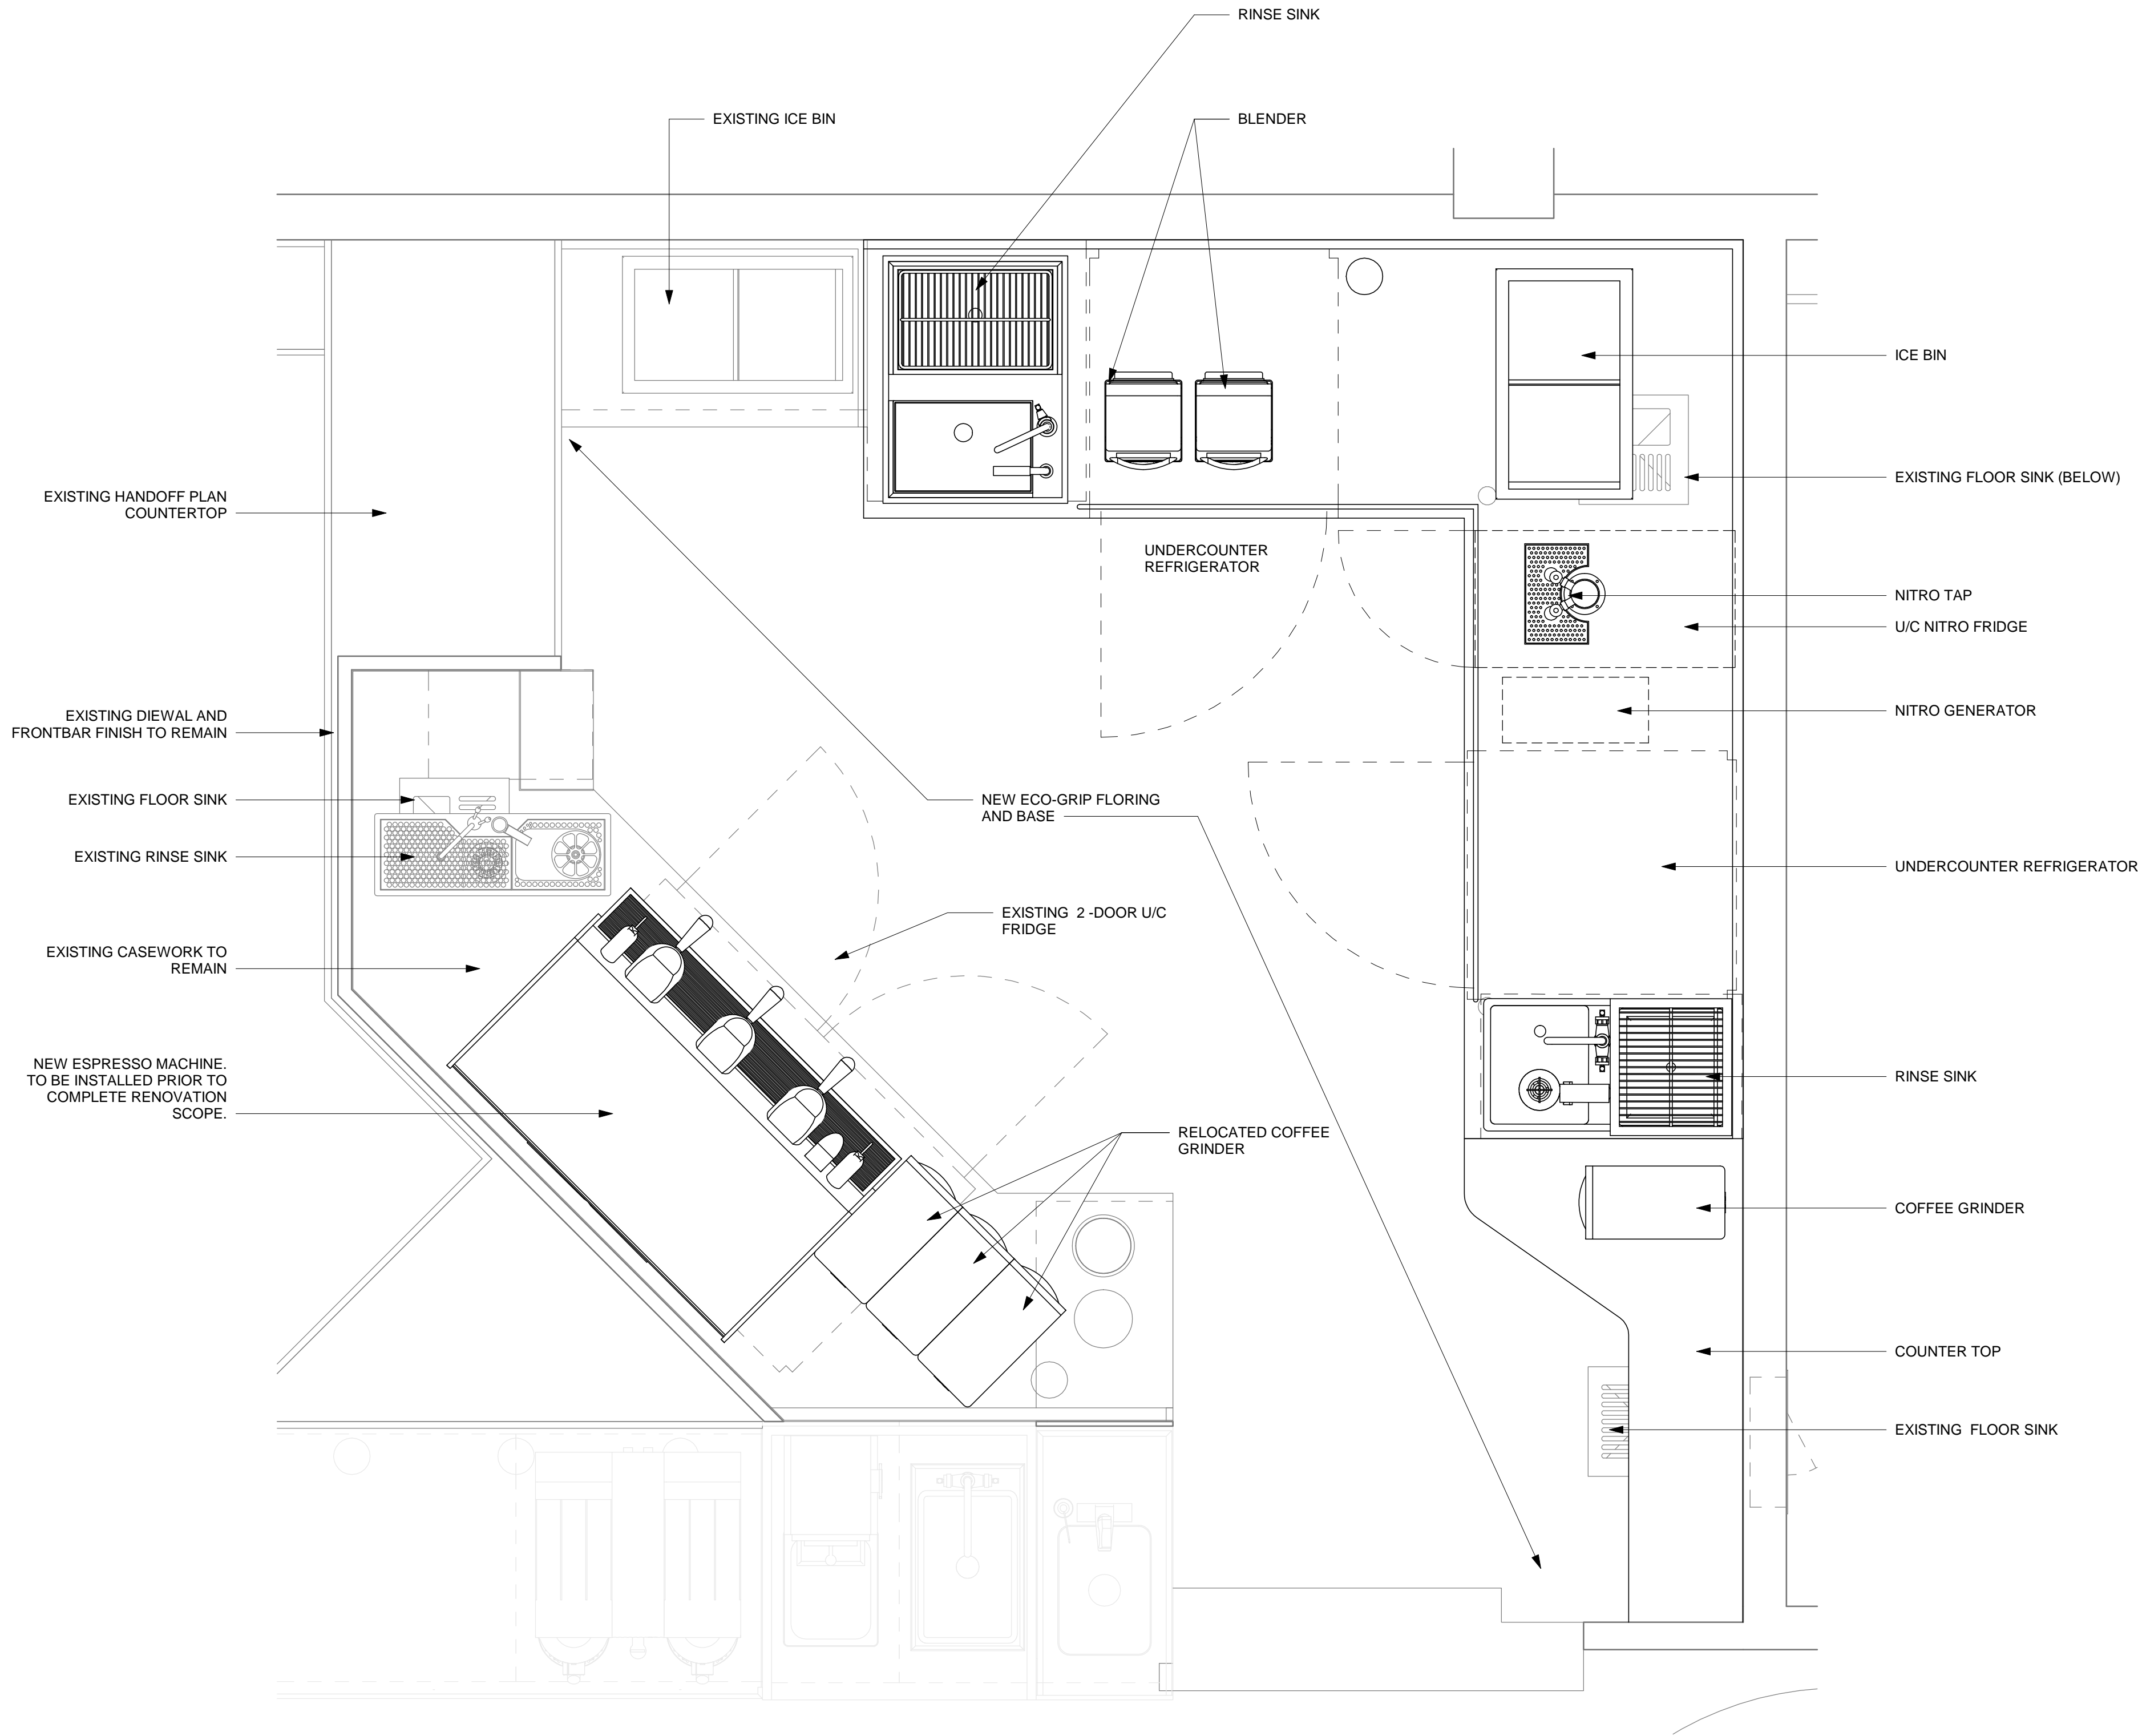 RINSE SINK
EXISTING ICE BIN
BLENDER
ICE BIN
EXISTING FLOOR SINK (BELOW)
EXISTING HANDOFF PLAN
COUNTERTOP
UNDERCOUNTER
REFRIGERATOR
NITRO TAP
U/C NITRO FRIDGE
EXISTING DIEWAL AND
FRONTBAR FINISH TO REMAIN
NITRO GENERATOR
EXISTING FLOOR SINK
NEW ECO-GRIP FLORING
AND BASE
EXISTING RINSE SINK
UNDERCOUNTER REFRIGERATOR
EXISTING 2 -DOOR U/C
FRIDGE
EXISTING CASEWORK TO
REMAIN
NEW ESPRESSO MACHINE.
TO BE INSTALLED PRIOR TO
COMPLETE RENOVATION
SCOPE.
RINSE SINK
RELOCATED COFFEE
GRINDER
COFFEE GRINDER
COUNTER TOP
EXISTING FLOOR SINK